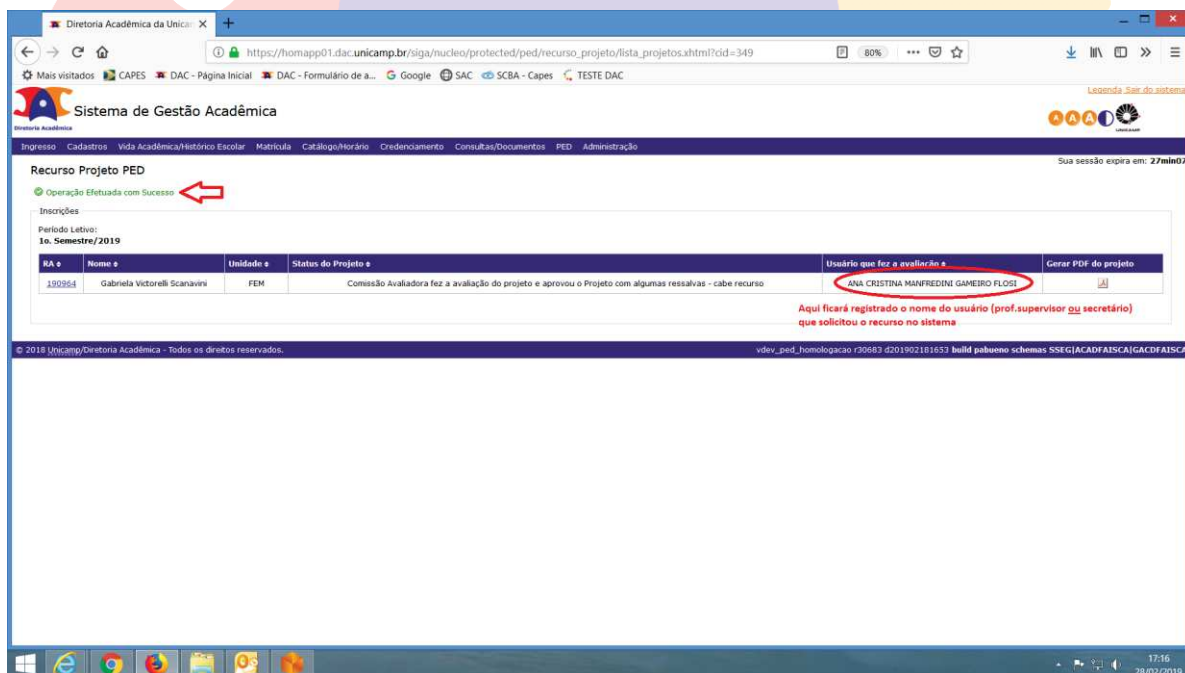 Diretoria Acadêmica da Unicam
https://homapp01.dac.unicamp.br/siga/nucleo/protected/ped/recurso_projeto/lista_projetos.xhtml?cid=349 80%
Mais visitados CAPES DAC - Página Inicial DAC - Formulário de a... Google SAC SCBA - Capes TESTE DAC
Legenda Sair do sistema
Sistema de Gestão Acadêmica
Diretoria Acadêmica
UNICAMP
Ingresso Cadastros Vida Acadêmica/Histórico Escolar Matrícula Catálogo/Horário Credenciamento Consultas/Documentos PED Administração
Sua sessão expira em: 27min07
Recurso Projeto PED
Operação Efetuada com Sucesso
Inscrições
Período Letivo:
1o. Semestre/2019
RA Nome Unidade Status do Projeto Usuário que fez a avaliação Gerar PDF do projeto
190964 Gabriela Victorelli Scanavini FEM Comissão Avaliadora fez a avaliação do projeto e aprovou o Projeto com algumas ressalvas - cabe recurso ANA CRISTINA MANFREDINI GAMEIRO FLOSI
Aqui ficará registrado o nome do usuário (prof.supervisor ou secretário)
que solicitou o recurso no sistema
© 2018 Unicamp/Diretoria Acadêmica - Todos os direitos reservados. vdev_ped_homologacao r30683 d201902181653 build pabueno schemas SSEG|ACADFAISCA|GACDFAISCA
17:16
28/02/2019